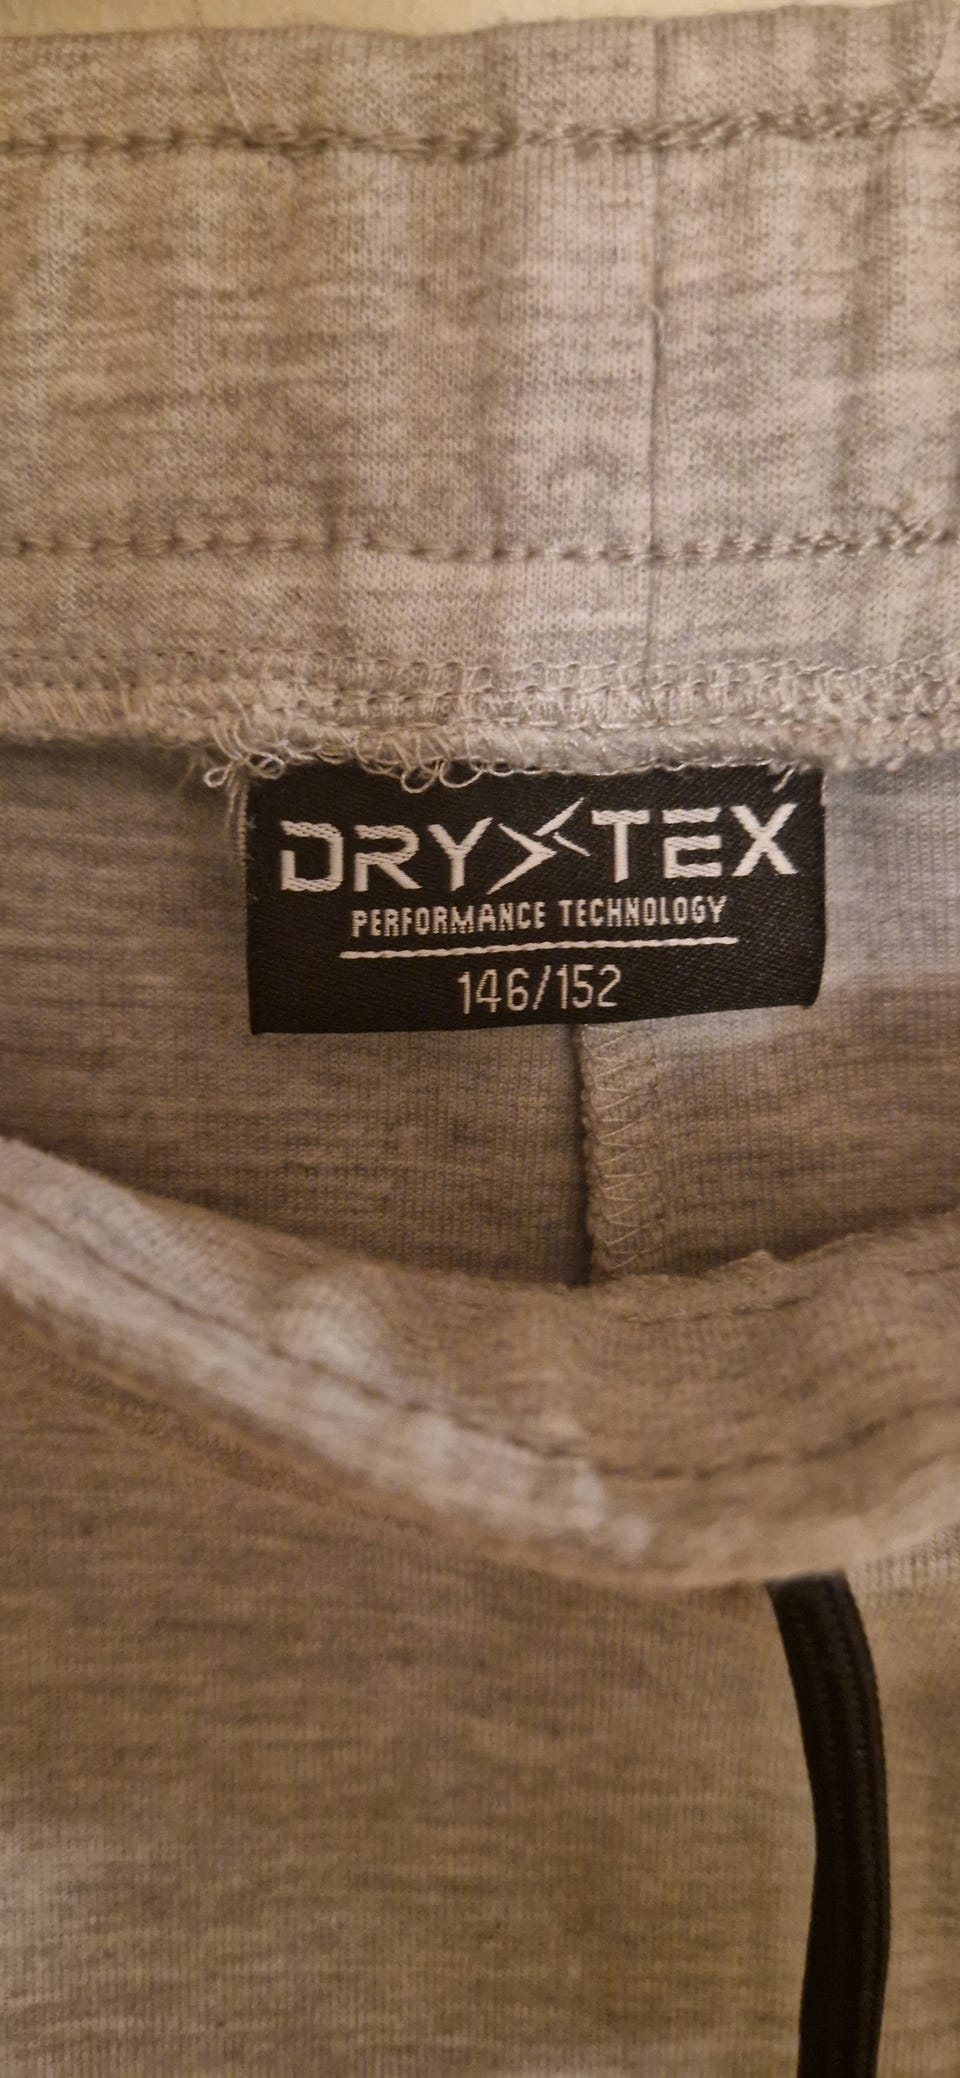 DRYTEX
PERFORMANCE TECHNOLOGY
146/152